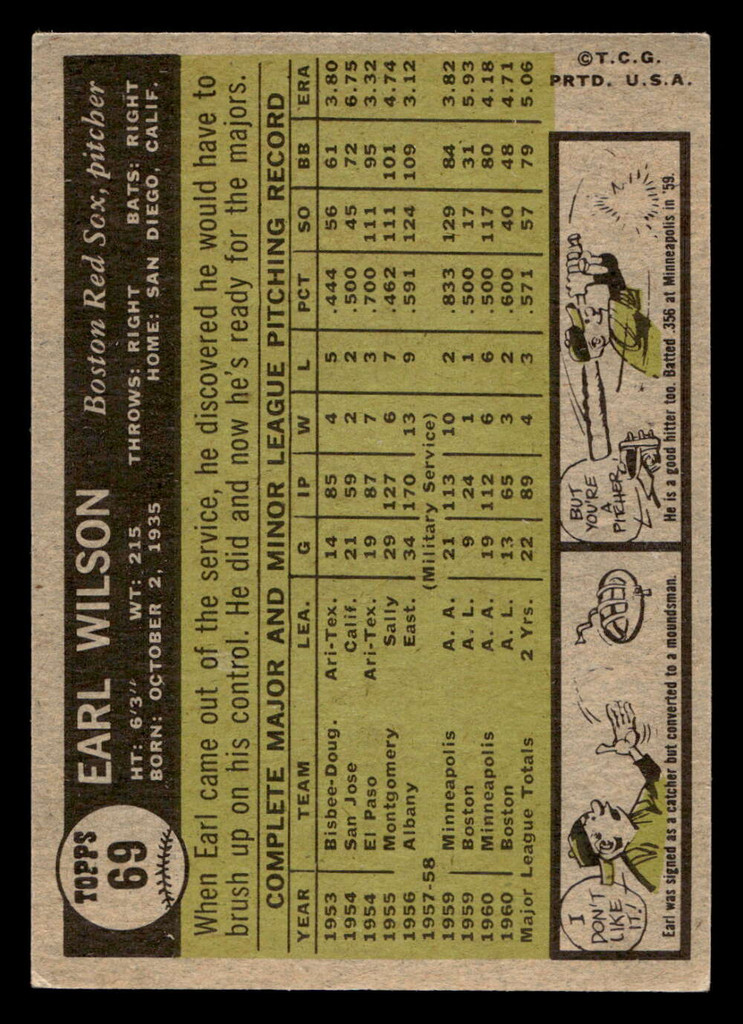 TOPPS
69
EARL WILSON Boston Red Sox, pitcher
HT: 6'3" WT: 215 THROWS: RIGHT BATS: RIGHT
BORN: OCTOBER 2, 1935 HOME: SAN DIEGO, CALIF.
When Earl came out of the service, he discovered he would have to
brush up on his control. He did and now he's ready for the majors.
COMPLETE MAJOR AND MINOR LEAGUE PITCHING RECORD
YEAR TEAM LEA. G IP W L PCT SO BB ERA
1953 Bisbee-Doug. Ari-Tex. 14 85 4 5 .444 56 61 3.80
1954 San Jose Calif. 21 59 2 2 .500 45 72 6.75
1954 El Paso Ari-Tex. 19 87 7 3 .700 111 95 3.32
1955 Montgomery Sally 29 127 6 7 .462 111 101 4.74
1956 Albany East. 34 170 13 9 .591 124 109 3.12
1957-58 (Military Service)
1959 Minneapolis A. A. 21 113 10 2 .833 129 84 3.82
1959 Boston A. L. 9 24 1 1 .500 17 31 5.93
1960 Minneapolis A. A. 19 112 6 6 .500 117 80 4.18
1960 Boston A. L. 13 65 3 2 .600 40 48 4.71
Major League Totals 2 Yrs. 22 89 4 3 .571 57 79 5.06
I
DON'T
LIKE
IT!
Earl was signed as a catcher but converted to a moundsman.
BUT
YOU'RE
A
PITCHER!
He is a good hitter too. Batted .356 at Minneapolis in '59.
©T.C.G.
PRTD. U.S.A.